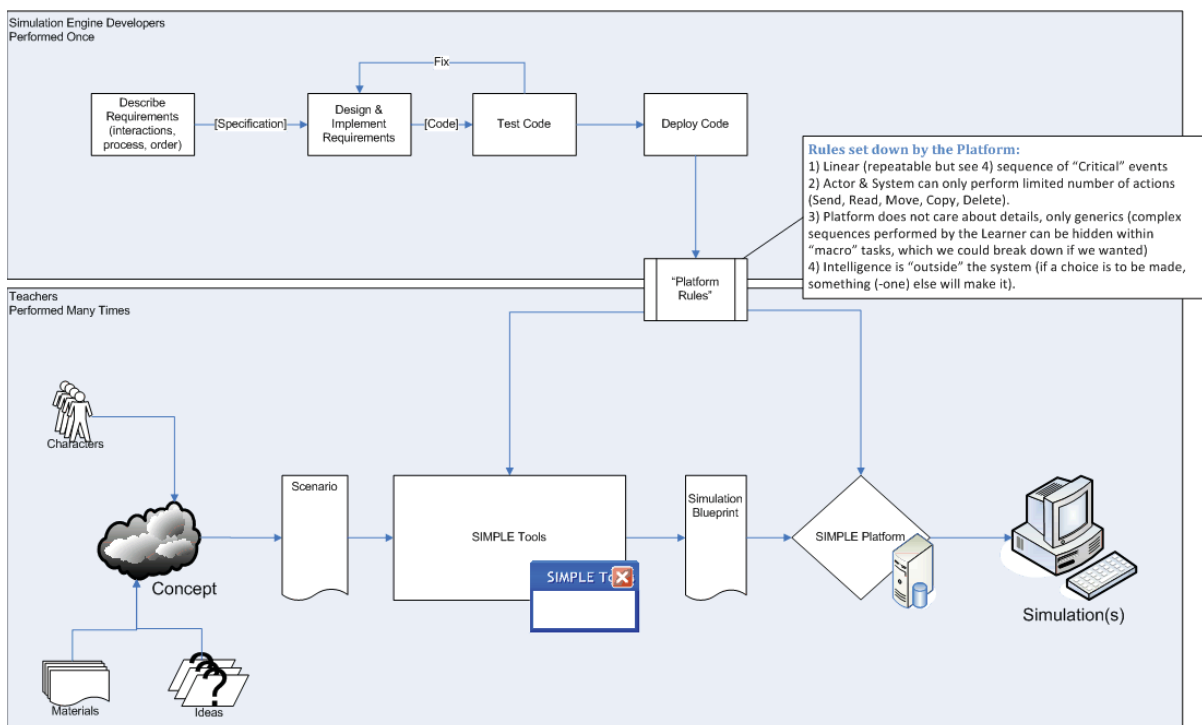 Simulation Engine Developers
Performed Once
Fix
Describe
Requirements
(interactions,
process, order)
[Specification]
Design &
Implement
Requirements
[Code]
Test Code
Deploy Code
Rules set down by the Platform:
1) Linear (repeatable but see 4) sequence of “Critical” events
2) Actor & System can only perform limited number of actions
(Send, Read, Move, Copy, Delete).
3) Platform does not care about details, only generics (complex
sequences performed by the Learner can be hidden within
“macro” tasks, which we could break down if we wanted)
4) Intelligence is “outside” the system (if a choice is to be made,
something (-one) else will make it).
“Platform
Rules”
Teachers
Performed Many Times
Characters
Concept
Materials
Ideas
Scenario
SIMPLE Tools
SIMPLE To
Simulation
Blueprint
SIMPLE Platform
Simulation(s)